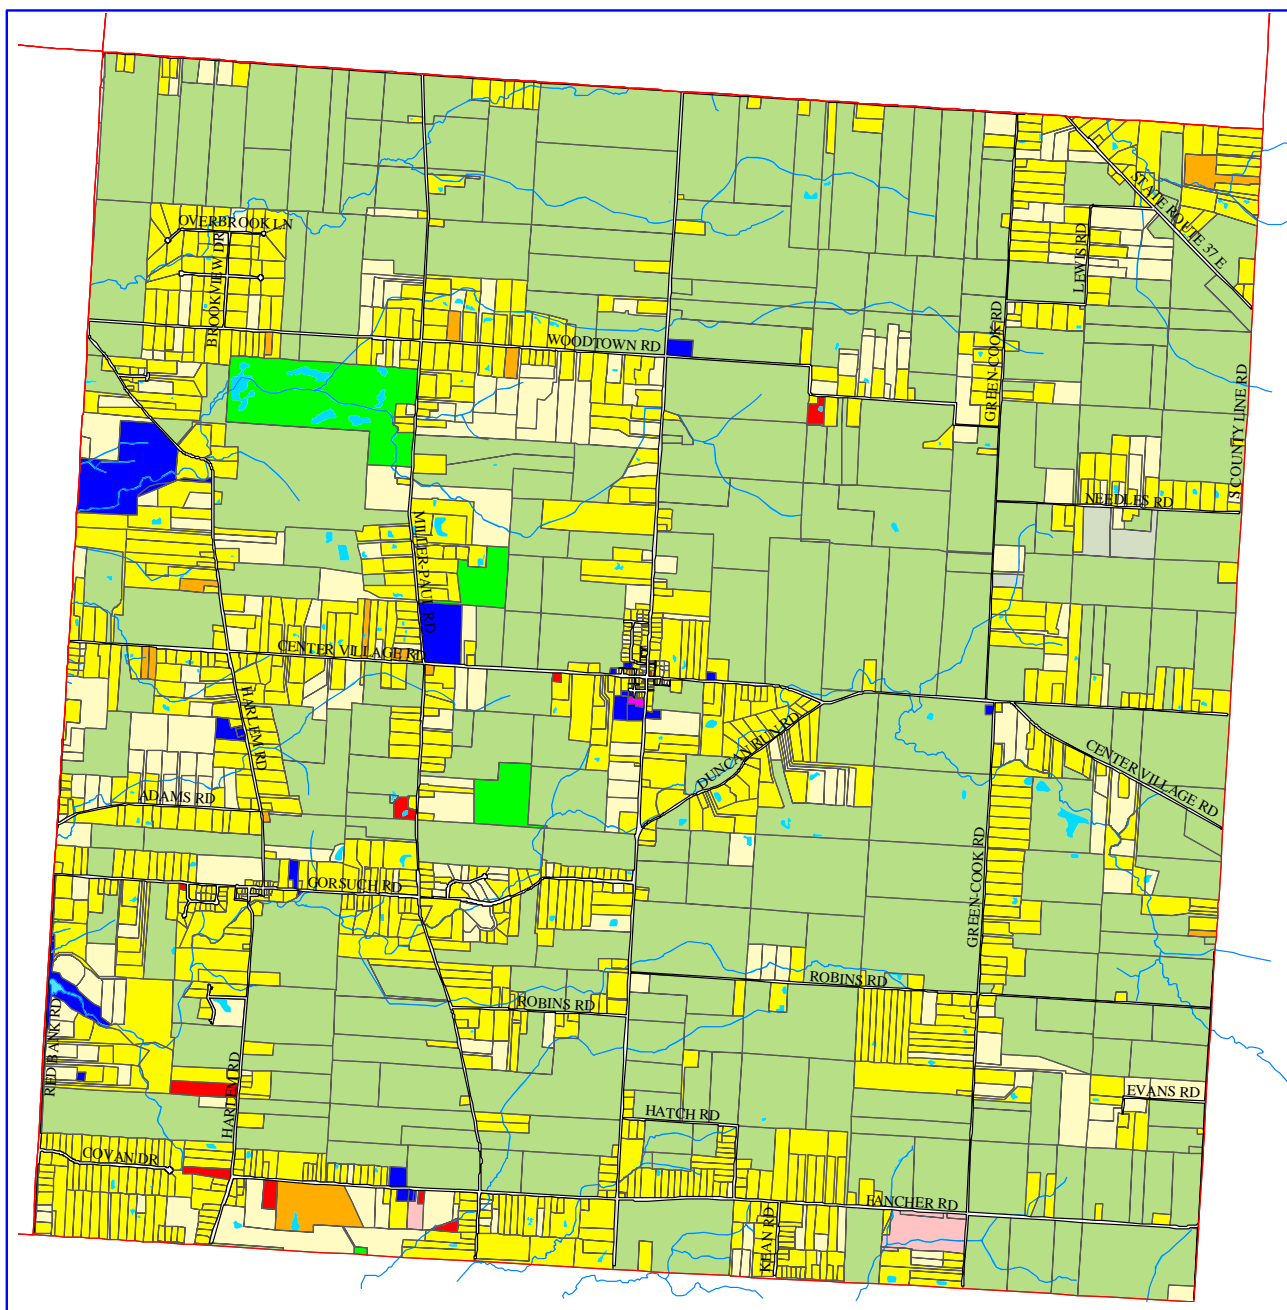 STATE ROUTE 37 E
OVERBROOK LN
BROOKVIEW DR
LEWIS RD
GREEN-COOK RD
WOODTOWN RD
S COUNTY LINE RD
NEEDLES RD
MILLER-PAUL RD
CENTER VILLAGE RD
HARLEM RD
DUNCAN RUN RD
CENTER VILLAGE RD
ADAMS RD
GREEN-COOK RD
GORSUCH RD
ROBINS RD
ROBINS RD
RED BANK RD
HARLEM RD
EVANS RD
HATCH RD
COVAN DR
FANCHER RD
KEAN RD